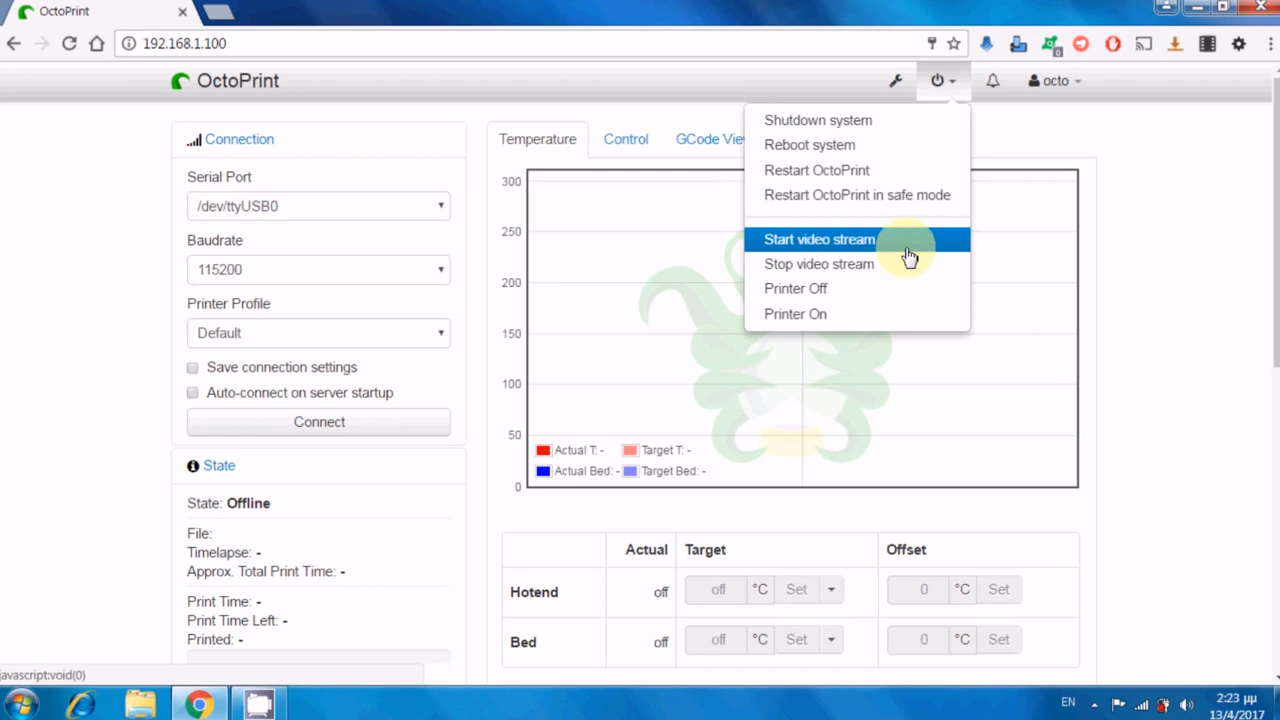 OctoPrint
192.168.1.100
0
OctoPrint
octo
Shutdown system
Reboot system
Restart OctoPrint
Restart OctoPrint in safe mode
Start video stream
Stop video stream
Printer Off
Printer On
Connection
Serial Port
/dev/ttyUSB0
Baudrate
115200
Printer Profile
Default
Save connection settings
Auto-connect on server startup
Connect
State
State: Offline
File:
Timelapse: -
Approx. Total Print Time: -
Print Time: -
Print Time Left: -
Printed: -
Temperature Control GCode Vie
300
250
200
150
100
50
0
Actual T: - Target T: -
Actual Bed: - Target Bed: -
Actual Target Offset
Hotend off off °C Set 0 °C Set
Bed off off °C Set 0 °C Set
javascript:void(0)
EN
2:23 μμ
13/4/2017